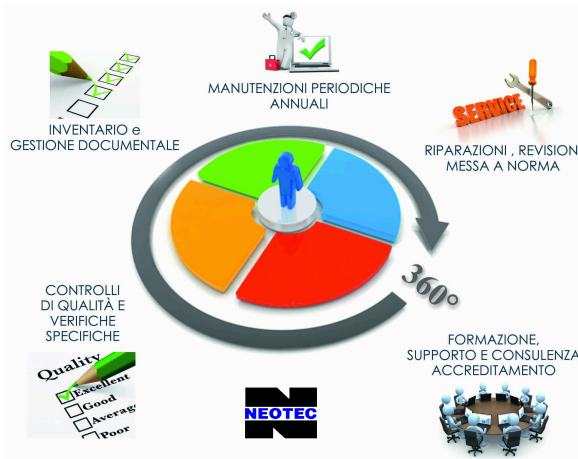 MANUTENZIONI PERIODICHE
ANNUALI
INVENTARIO e
GESTIONE DOCUMENTALE
SERVICE
RIPARAZIONI , REVISION
MESSA A NORMA
360°
CONTROLLI
DI QUALITÀ E
VERIFICHE
SPECIFICHE
Quality
Excellent
Good
Averag
Poor
NEOTEC
FORMAZIONE,
SUPPORTO E CONSULENZA
ACCREDITAMENTO